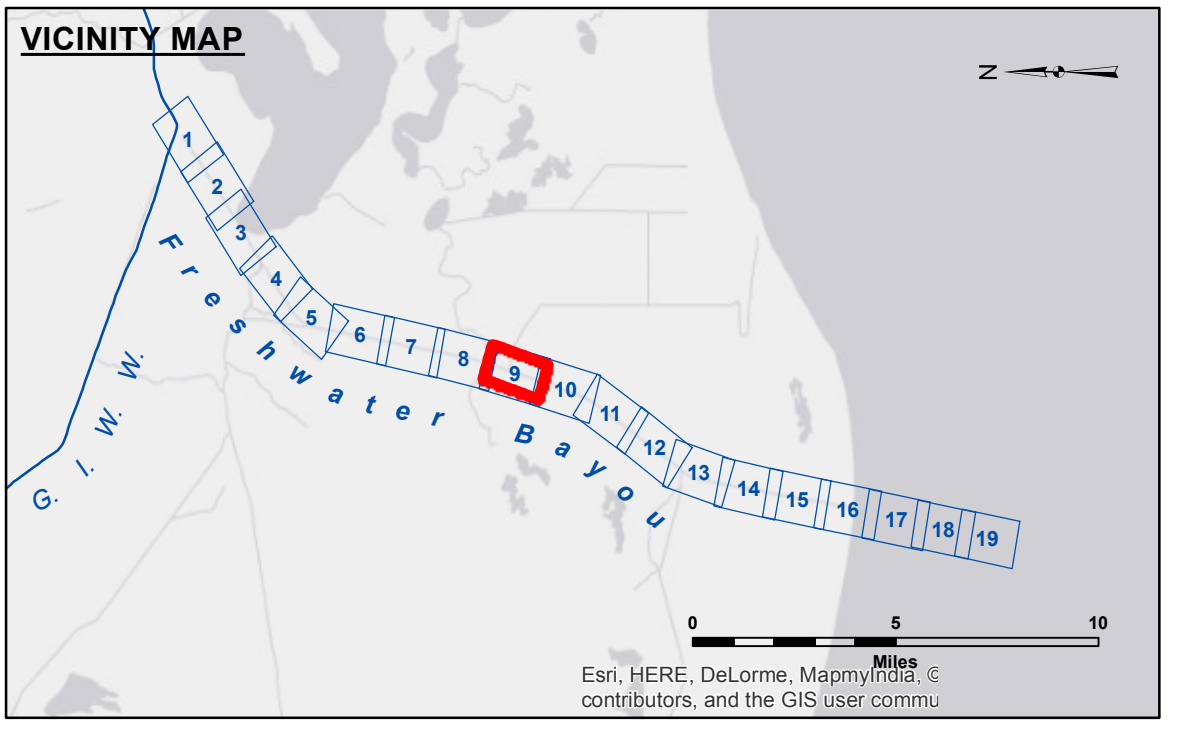 VICINITY MAP
N
1
2
3
4
5
6
7
8
9
10
11
12
13
14
15
16
17
18
19
Freshwater Bayou
G. I. W. W.
0 5 10
Miles
Esri, HERE, DeLorme, MapmyIndia, ©
contributors, and the GIS user commu